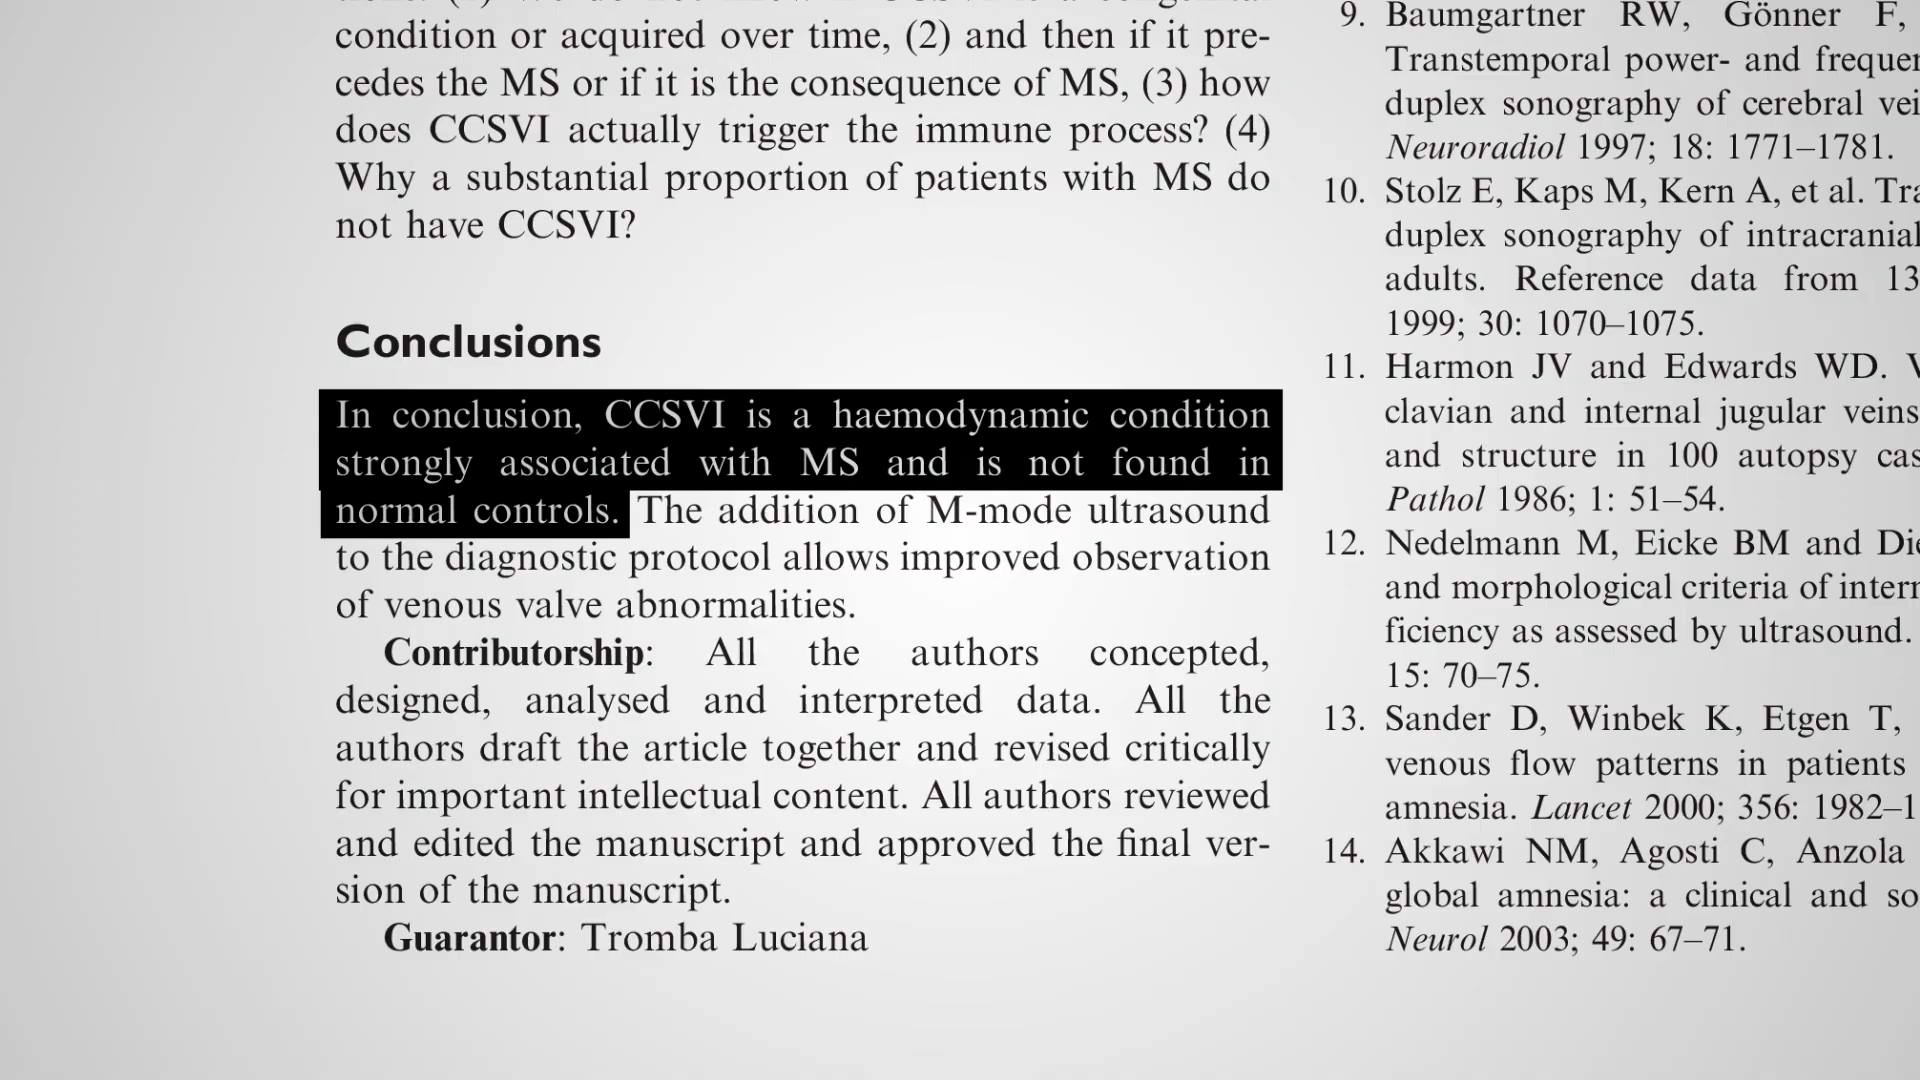 condition or acquired over time, (2) and then if it pre-
cedes the MS or if it is the consequence of MS, (3) how
does CCSVI actually trigger the immune process? (4)
Why a substantial proportion of patients with MS do
not have CCSVI?
Conclusions
In conclusion, CCSVI is a haemodynamic condition
strongly associated with MS and is not found in
normal controls. The addition of M-mode ultrasound
to the diagnostic protocol allows improved observation
of venous valve abnormalities.
Contributorship: All the authors concepted,
designed, analysed and interpreted data. All the
authors draft the article together and revised critically
for important intellectual content. All authors reviewed
and edited the manuscript and approved the final ver-
sion of the manuscript.
Guarantor: Tromba Luciana
9. Baumgartner RW, Gönner F,
Transtemporal power- and
duplex sonography of cerebral
Neuroradiol 1997; 18: 1771–1781.
10. Stolz E, Kaps M, Kern A, et al.
duplex sonography of intracranial
adults. Reference data from 13
1999; 30: 1070–1075.
11. Harmon JV and Edwards WD.
clavian and internal jugular veins
and structure in 100 autopsy
Pathol 1986; 1: 51–54.
12. Nedelmann M, Eicke BM and
and morphological criteria of
ficiency as assessed by ultrasound.
15: 70–75.
13. Sander D, Winbek K, Etgen T,
venous flow patterns in patients
amnesia. Lancet 2000; 356: 1982–1
14. Akkawi NM, Agosti C, Anzola
global amnesia: a clinical and so
Neurol 2003; 49: 67–71.